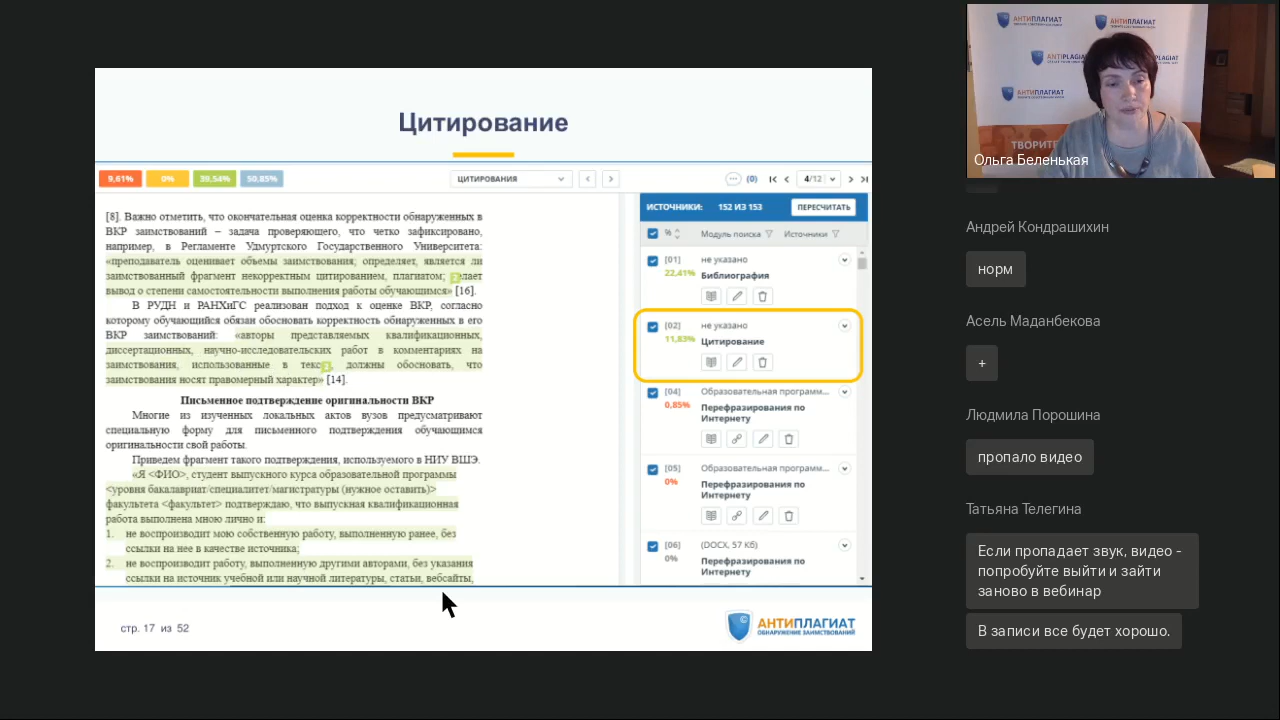 Цитирование
9,61%
0%
39,54%
50,85%
ЦИТИРОВАНИЯ
(0)
4/12
[8]. Важно отметить, что окончательная оценка корректности обнаруженных в
ВКР заимствований – задача проверяющего, что четко зафиксировано,
например, в Регламенте Удмуртского Государственного Университета:
«преподаватель оценивает объемы заимствования; определяет, является ли
заимствованный фрагмент некорректным цитированием, плагиатом; делает
вывод о степени самостоятельности выполнения работы обучающимся» [16].
В РУДН и РАНХиГС реализован подход к оценке ВКР, согласно
которому обучающийся обязан обосновать корректность обнаруженных в его
ВКР заимствований: «авторы представляемых квалификационных,
диссертационных, научно-исследовательских работ в комментариях на
заимствования, использованные в тексте, должны обосновать, что
заимствования носят правомерный характер» [14].
Письменное подтверждение оригинальности ВКР
Многие из изученных локальных актов вузов предусматривают
специальную форму для письменного подтверждения обучающимся
оригинальности свой работы.
Приведем фрагмент такого подтверждения, используемого в НИУ ВШЭ.
«Я <ФИО>, студент выпускного курса образовательной программы
<уровня бакалавриат/специалитет/магистратуры (нужное оставить)>
факультета <факультет> подтверждаю, что выпускная квалификационная
работа выполнена мною лично и:
1. не воспроизводит мою собственную работу, выполненную ранее, без
ссылки на нее в качестве источника;
2. не воспроизводит работу, выполненную другими авторами, без указания
ссылки на источник учебной или научной литературы, статьи, вебсайты,
ИСТОЧНИКИ: 152 ИЗ 153 ПЕРЕСЧИТАТЬ
% Модуль поиска Источники
[01] не указано
22,41% Библиография
[02] не указано
11,83% Цитирование
[04] Образовательная программ...
0,85% Перефразирования по
Интернету
[05] Образовательная программ...
0% Перефразирования по
Интернету
[06] (DOCX, 57 Кб)
0% Перефразирования по
Интернету
стр. 17 из 52
АНТИПЛАГИАТ
ОБНАРУЖЕНИЕ ЗАИМСТВОВАНИЙ
АНТИПЛАГИАТ
АНТИПЛАГИАТ
АНТИПЛАГИАТ
ТВОРИТЕ
Ольга Беленькая
Андрей Кондрашихин
норм
Асель Маданбекова
+
Людмила Порошина
пропало видео
Татьяна Телегина
Если пропадает звук, видео -
попробуйте выйти и зайти
заново в вебинар
В записи все будет хорошо.